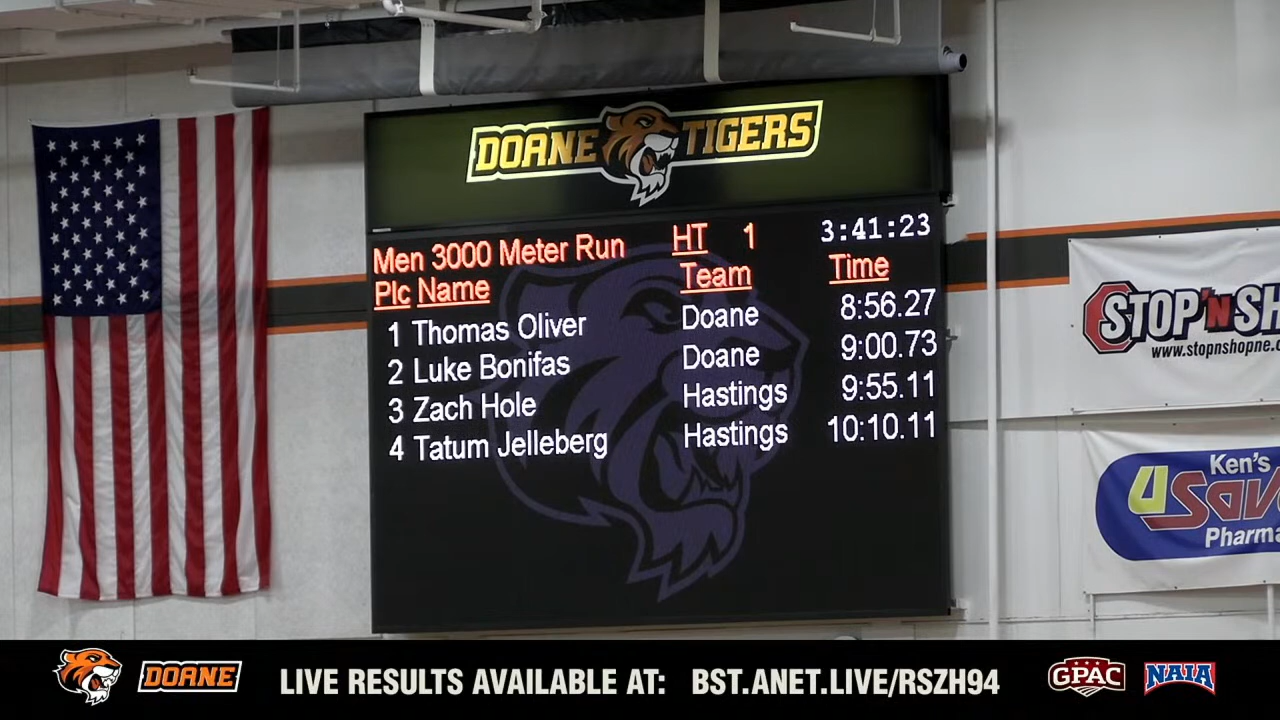 DOANE TIGERS
Men 3000 Meter Run HT 1 3:41:23
Plc Name Team Time
1 Thomas Oliver Doane 8:56.27
2 Luke Bonifas Doane 9:00.73
3 Zach Hole Hastings 9:55.11
4 Tatum Jelleberg Hastings 10:10.11
STOP'N SH
www.stopnshopne.c
Ken's
U Sav
Pharma
DOANE LIVE RESULTS AVAILABLE AT: BST.ANET.LIVE/RSZH94 GPAC NAIA